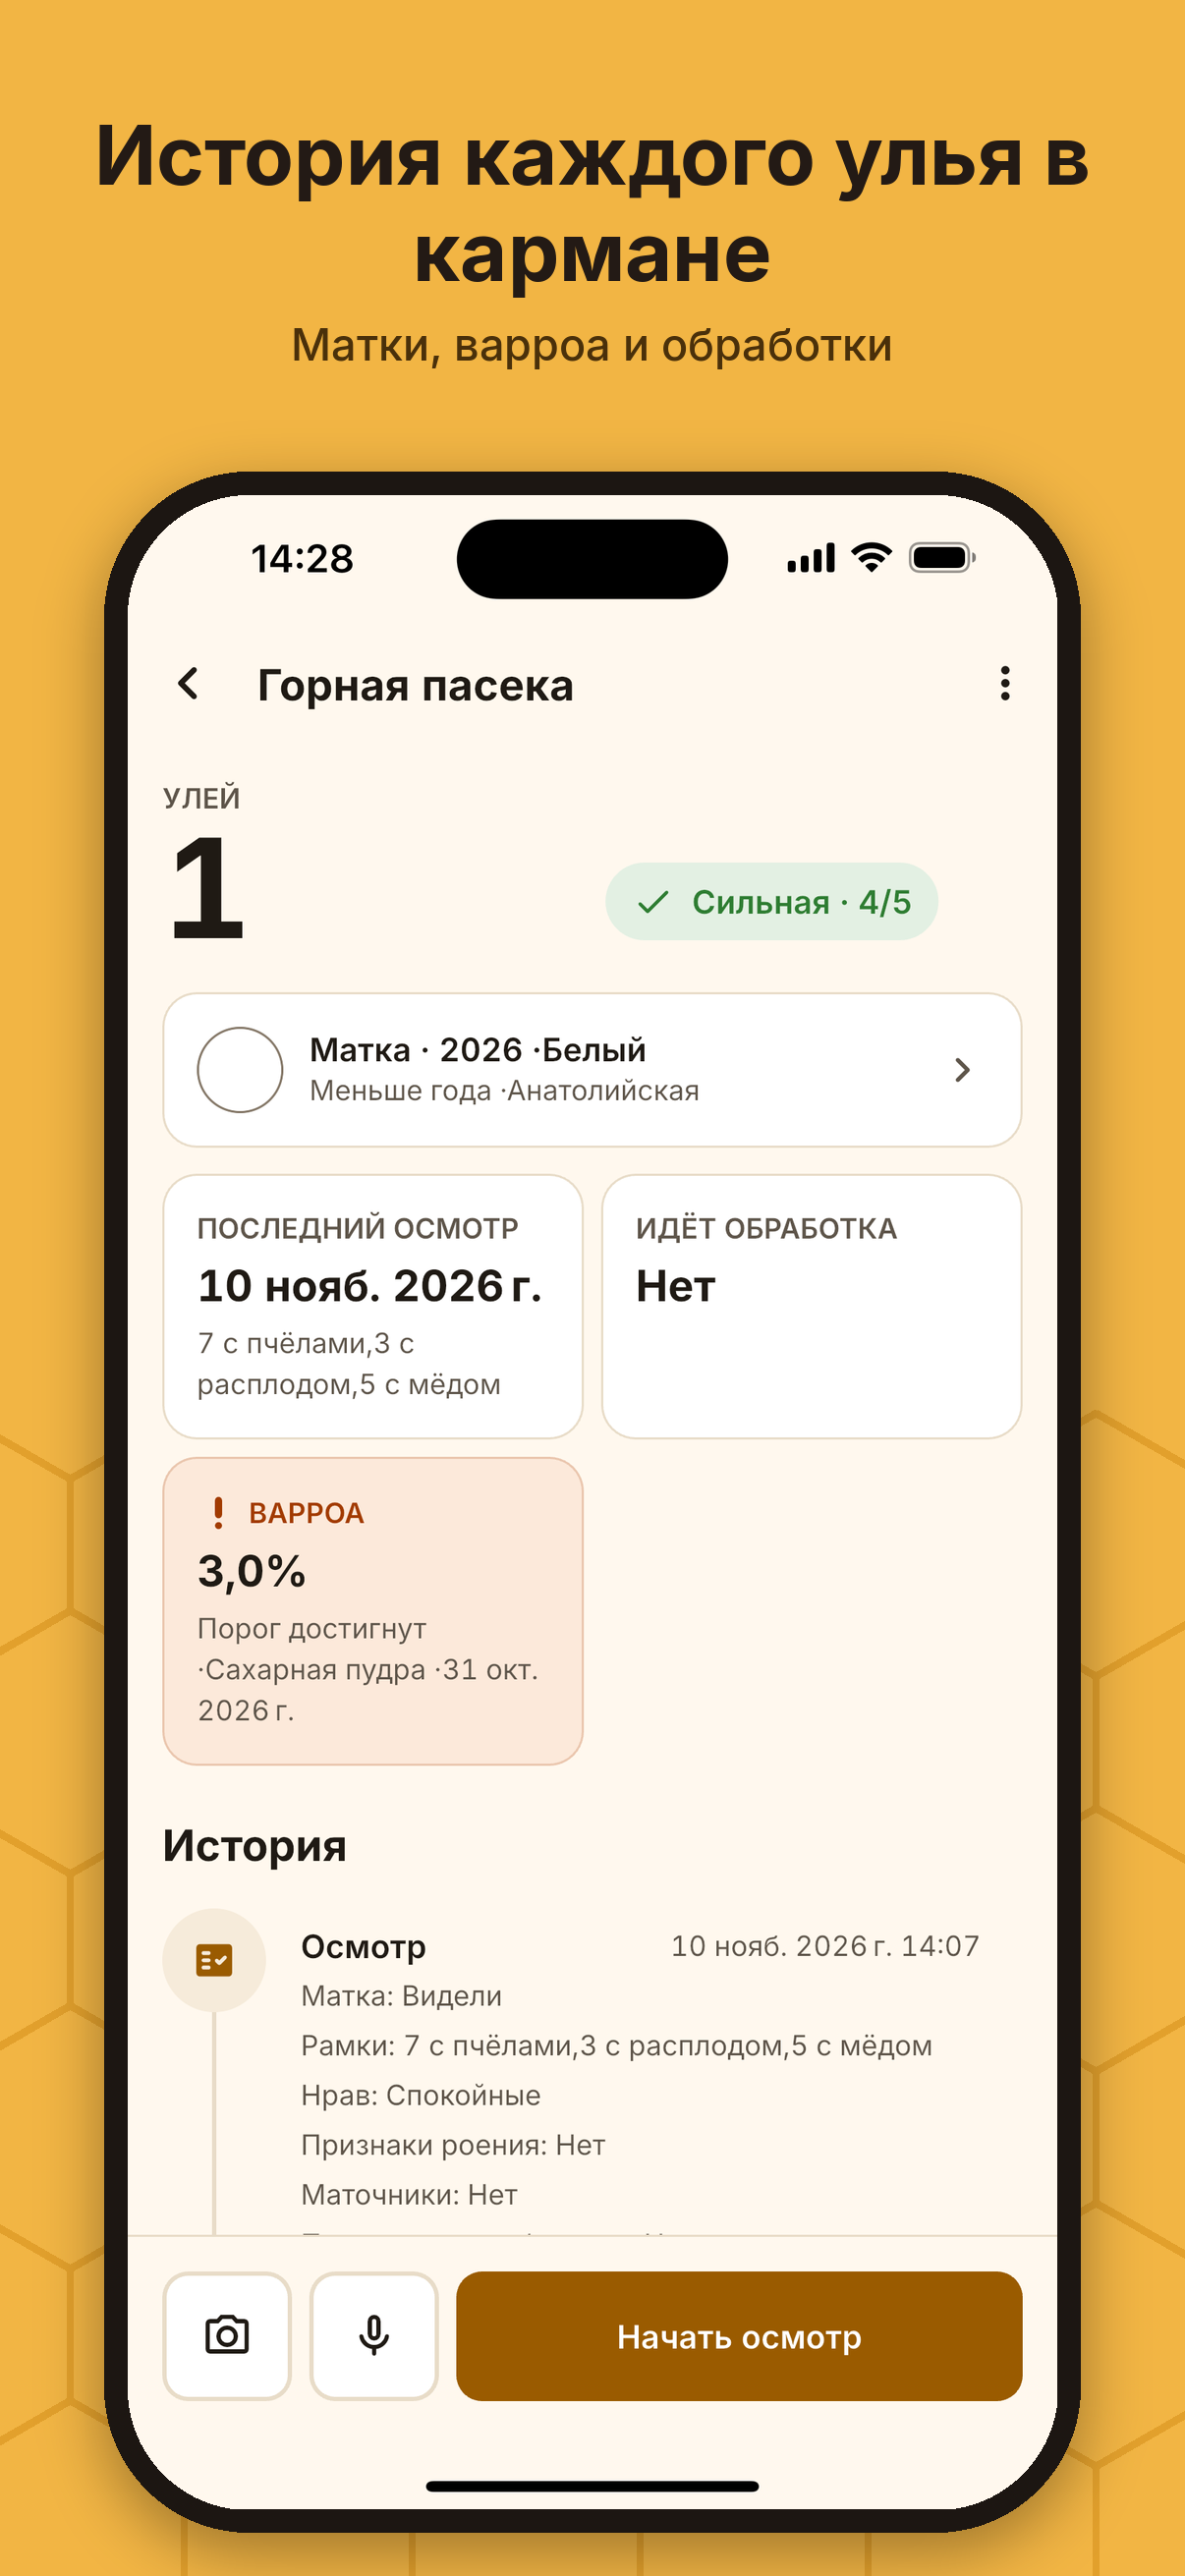 История каждого улья в
кармане
Матки, варроа и обработки
14:28
Горная пасека
УЛЕЙ
1
Сильная · 4/5
Матка · 2026 ·Белый
Меньше года ·Анатолийская
ПОСЛЕДНИЙ ОСМОТР
10 нояб. 2026 г.
7 с пчёлами,3 с
расплодом,5 с мёдом
ИДЁТ ОБРАБОТКА
Нет
ВАРРОА
3,0%
Порог достигнут
·Сахарная пудра ·31 окт.
2026 г.
История
Осмотр
10 нояб. 2026 г. 14:07
Матка: Видели
Рамки: 7 с пчёлами,3 с расплодом,5 с мёдом
Нрав: Спокойные
Признаки роения: Нет
Маточники: Нет
Начать осмотр